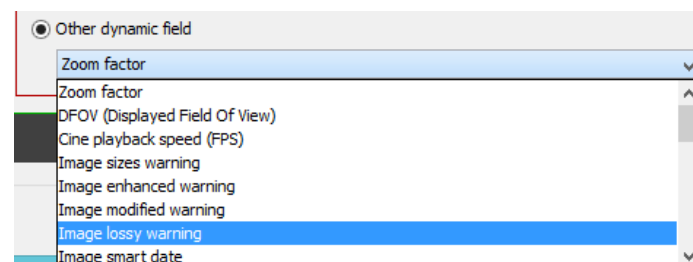 Other dynamic field
Zoom factor
Zoom factor
DFOV (Displayed Field Of View)
Cine playback speed (FPS)
Image sizes warning
Image enhanced warning
Image modified warning
Image lossy warning
Image smart date